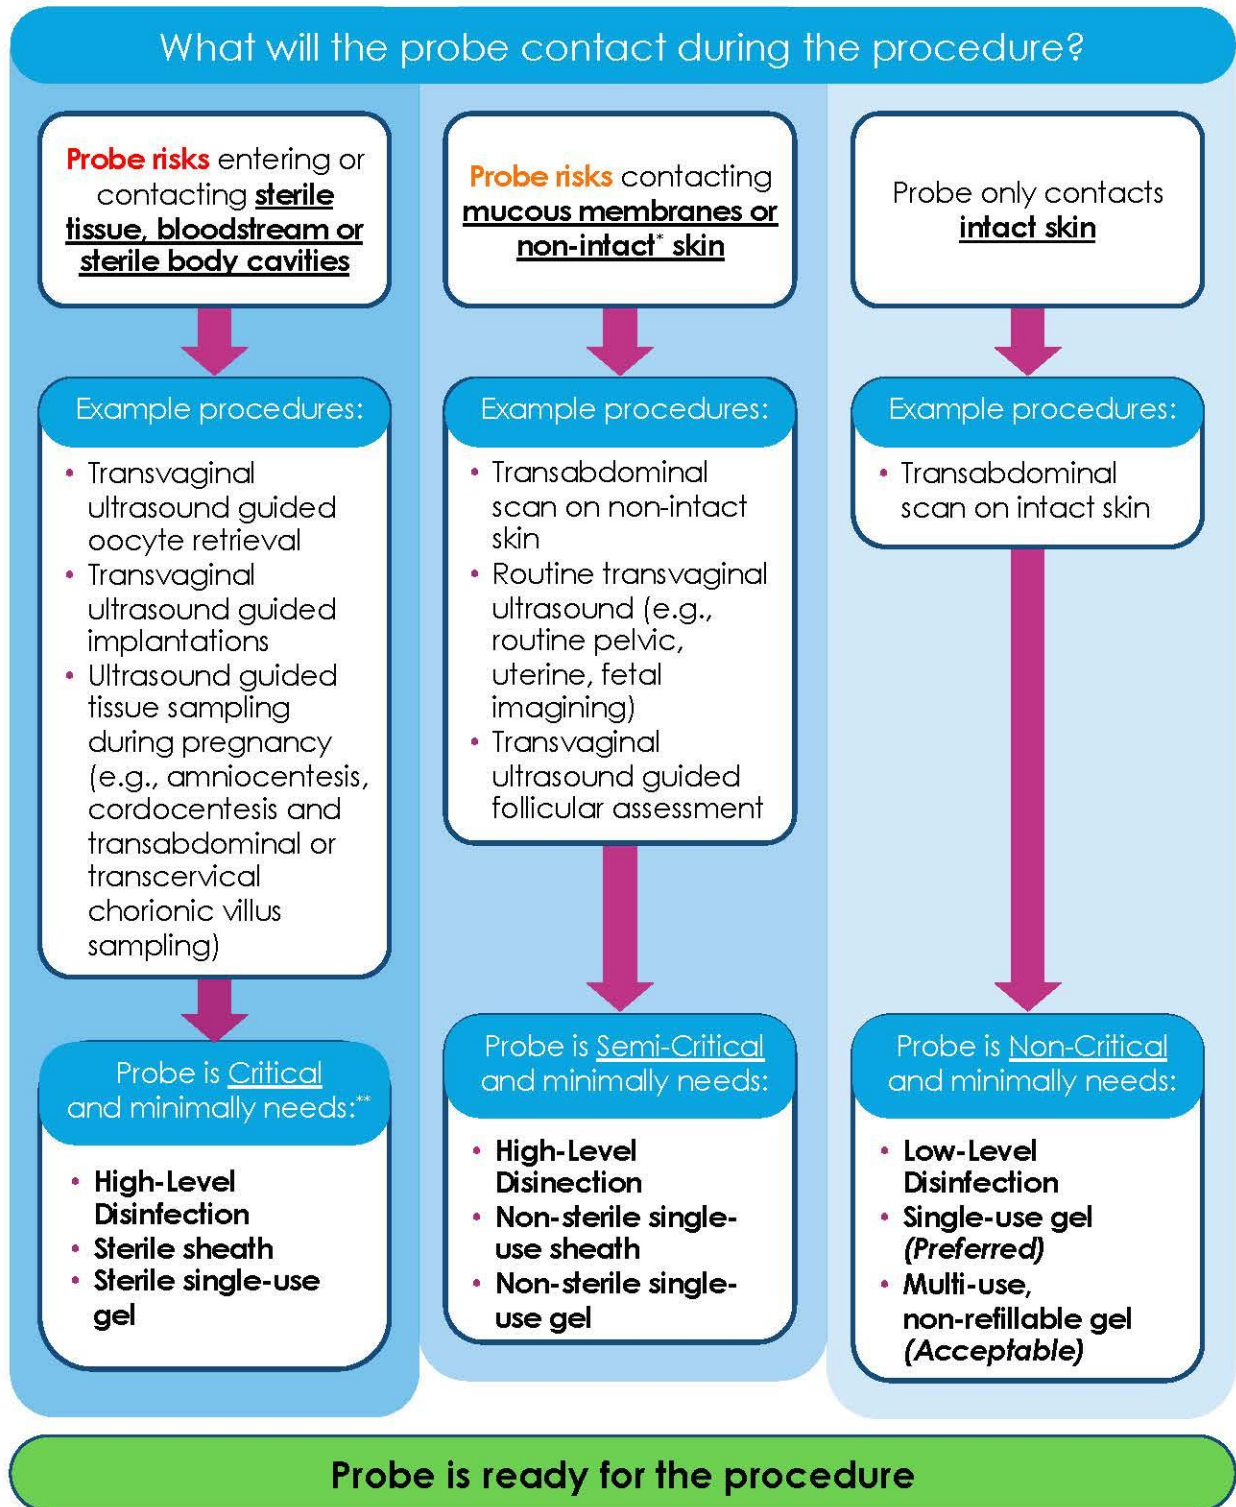 What will the probe contact during the procedure?
Probe risks entering or
contacting sterile
tissue, bloodstream or
sterile body cavities
Example procedures:
• Transvaginal
ultrasound guided
oocyte retrieval
• Transvaginal
ultrasound guided
implantations
• Ultrasound guided
tissue sampling
during pregnancy
(e.g., amniocentesis,
cordocentesis and
transabdominal or
transcervical
chorionic villus
sampling)
Probe is Critical
and minimally needs:**
• High-Level
Disinfection
• Sterile sheath
• Sterile single-use
gel
Probe risks contacting
mucous membranes or
non-intact* skin
Example procedures:
• Transabdominal
scan on non-intact
skin
• Routine transvaginal
ultrasound (e.g.,
routine pelvic,
uterine, fetal
imagining)
• Transvaginal
ultrasound guided
follicular assessment
Probe is Semi-Critical
and minimally needs:
• High-Level
Disinection
• Non-sterile single-
use sheath
• Non-sterile single-
use gel
Probe only contacts
intact skin
Example procedures:
• Transabdominal
scan on intact skin
Probe is Non-Critical
and minimally needs:
• Low-Level
Disinfection
• Single-use gel
(Preferred)
• Multi-use,
non-refillable gel
(Acceptable)
Probe is ready for the procedure